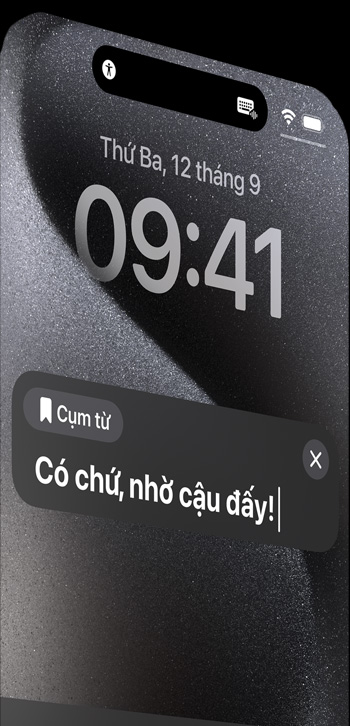 Thứ Ba, 12 tháng 9
09:41
Cụm từ
Có chứ, nhờ cậu đấy!